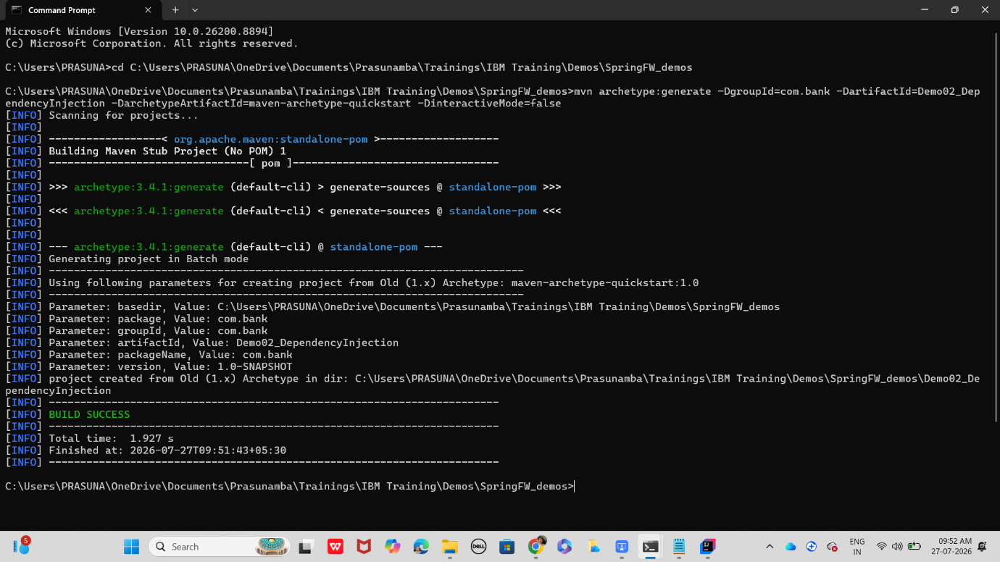 Command Prompt
Microsoft Windows [Version 10.0.26200.8894]
(c) Microsoft Corporation. All rights reserved.
C:\Users\PRASUNA>cd C:\Users\PRASUNA\OneDrive\Documents\Prasunamba\Trainings\IBM Training\Demos\SpringFW_demos
C:\Users\PRASUNA\OneDrive\Documents\Prasunamba\Trainings\IBM Training\Demos\SpringFW_demos>mvn archetype:generate -DgroupId=com.bank -DartifactId=Demo02_Dep
endencyInjection -DarchetypeArtifactId=maven-archetype-quickstart -DinteractiveMode=false
[INFO] Scanning for projects...
[INFO]
[INFO] ------------------< org.apache.maven:standalone-pom >-------------------
[INFO] Building Maven Stub Project (No POM) 1
[INFO] --------------------------------[ pom ]---------------------------------
[INFO]
[INFO] >>> archetype:3.4.1:generate (default-cli) > generate-sources @ standalone-pom >>>
[INFO]
[INFO] <<< archetype:3.4.1:generate (default-cli) < generate-sources @ standalone-pom <<<
[INFO]
[INFO]
[INFO] --- archetype:3.4.1:generate (default-cli) @ standalone-pom ---
[INFO] Generating project in Batch mode
[INFO] ----------------------------------------------------------------------------
[INFO] Using following parameters for creating project from Old (1.x) Archetype: maven-archetype-quickstart:1.0
[INFO] ----------------------------------------------------------------------------
[INFO] Parameter: basedir, Value: C:\Users\PRASUNA\OneDrive\Documents\Prasunamba\Trainings\IBM Training\Demos\SpringFW_demos
[INFO] Parameter: package, Value: com.bank
[INFO] Parameter: groupId, Value: com.bank
[INFO] Parameter: artifactId, Value: Demo02_DependencyInjection
[INFO] Parameter: packageName, Value: com.bank
[INFO] Parameter: version, Value: 1.0-SNAPSHOT
[INFO] project created from Old (1.x) Archetype in dir: C:\Users\PRASUNA\OneDrive\Documents\Prasunamba\Trainings\IBM Training\Demos\SpringFW_demos\Demo02_De
pendencyInjection
[INFO] ------------------------------------------------------------------------
[INFO] BUILD SUCCESS
[INFO] ------------------------------------------------------------------------
[INFO] Total time:  1.927 s
[INFO] Finished at: 2026-07-27T09:51:43+05:30
[INFO] ------------------------------------------------------------------------
C:\Users\PRASUNA\OneDrive\Documents\Prasunamba\Trainings\IBM Training\Demos\SpringFW_demos>
5
Search
W
DELL
IJ
ENG
IN
09:52 AM
27-07-2026